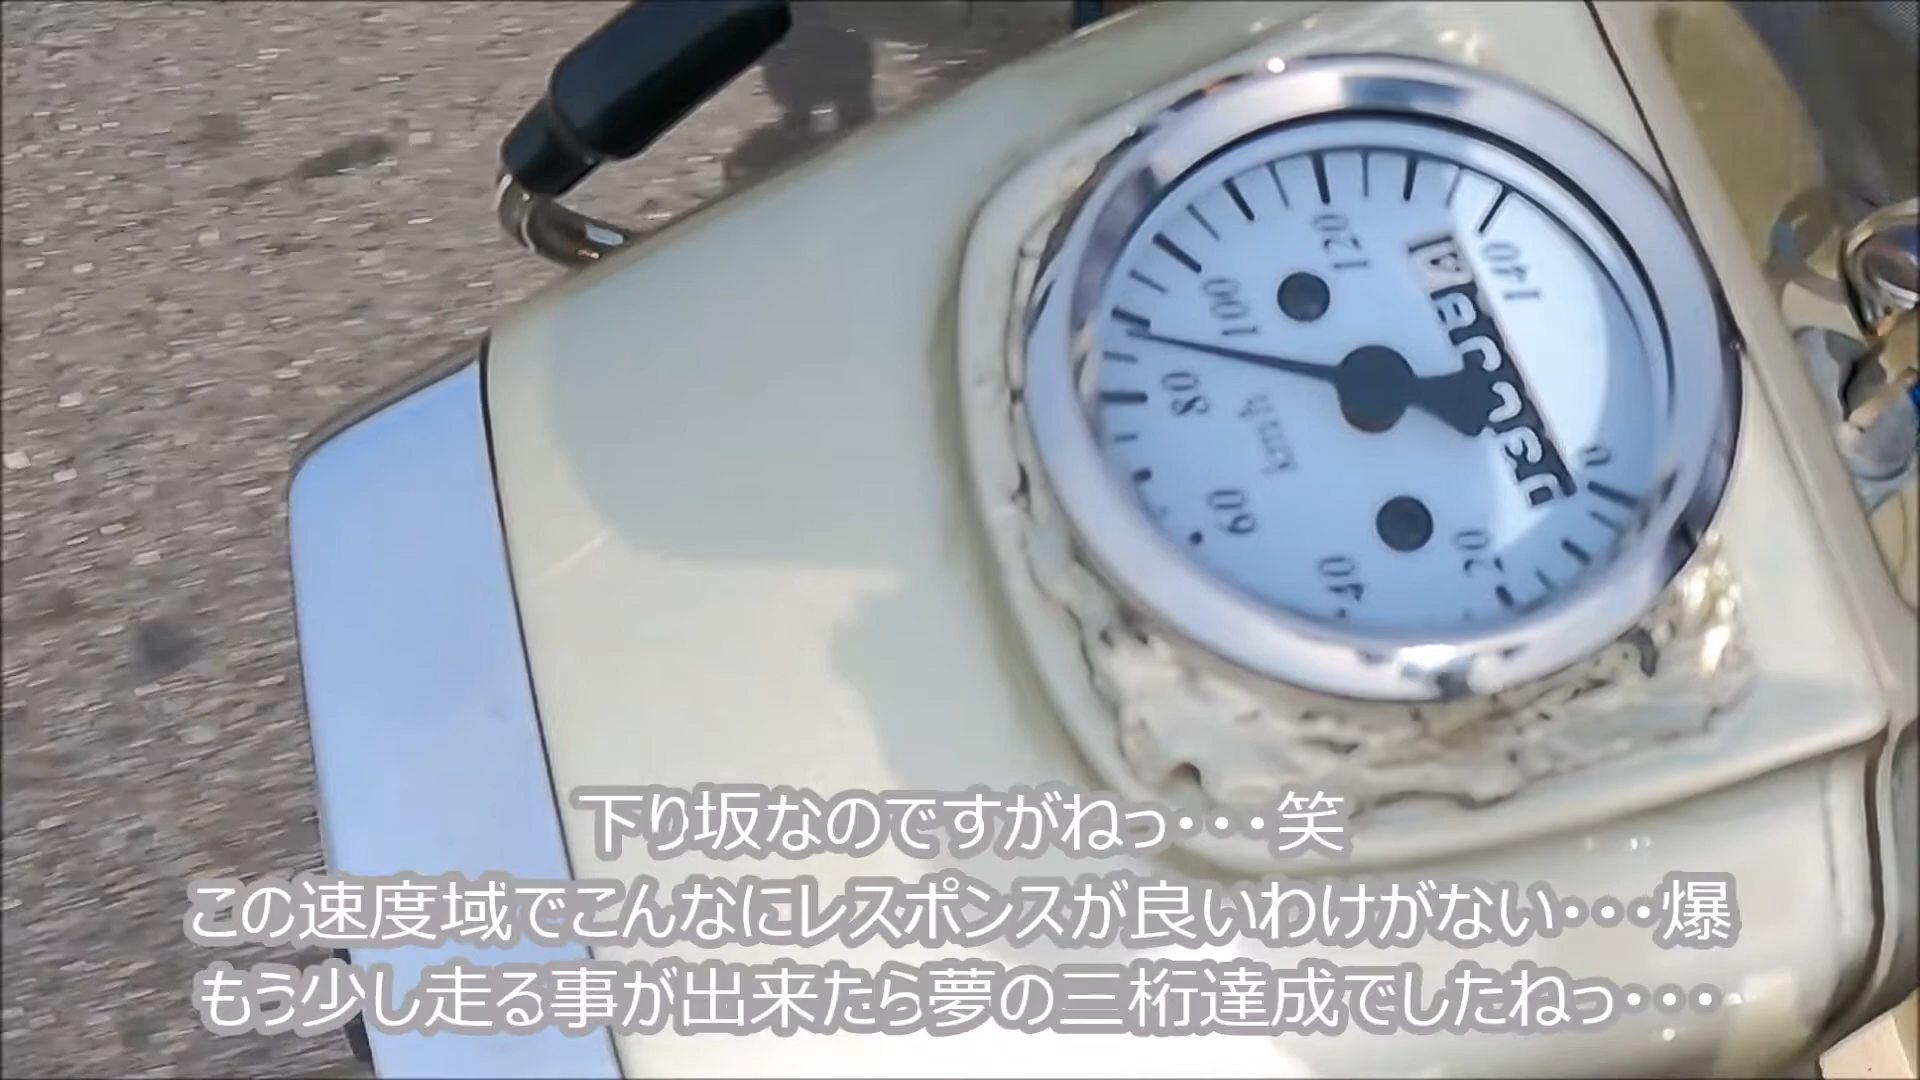 140
120
100
80
km/h
60
40
20
0
下り坂なのですがねっ・・・笑
この速度域でこんなにレスポンスが良いわけがない・・・爆
もう少し走る事が出来たら夢の三桁達成でしたねっ・・・